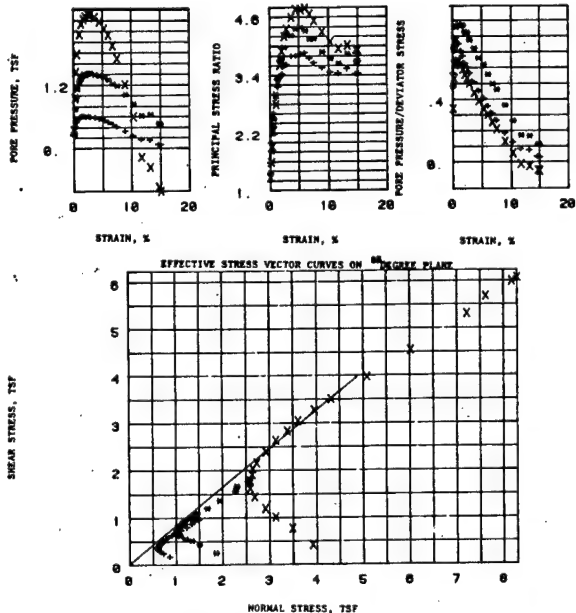 PORE PRESSURE, TSF
1.2
0.
0 10 20
STRAIN, %
PRINCIPAL STRESS RATIO
4.6
3.4
2.2
1.
0 10 20
STRAIN, %
PORE PRESSURE/DEVIATOR STRESS
.4
0.
0 10 20
STRAIN, %
EFFECTIVE STRESS VECTOR CURVES ON DEGREE PLANE
SHEAR STRESS, TSF
6
5
4
3
2
1
0
0 1 2 3 4 5 6 7 8
NORMAL STRESS, TSF